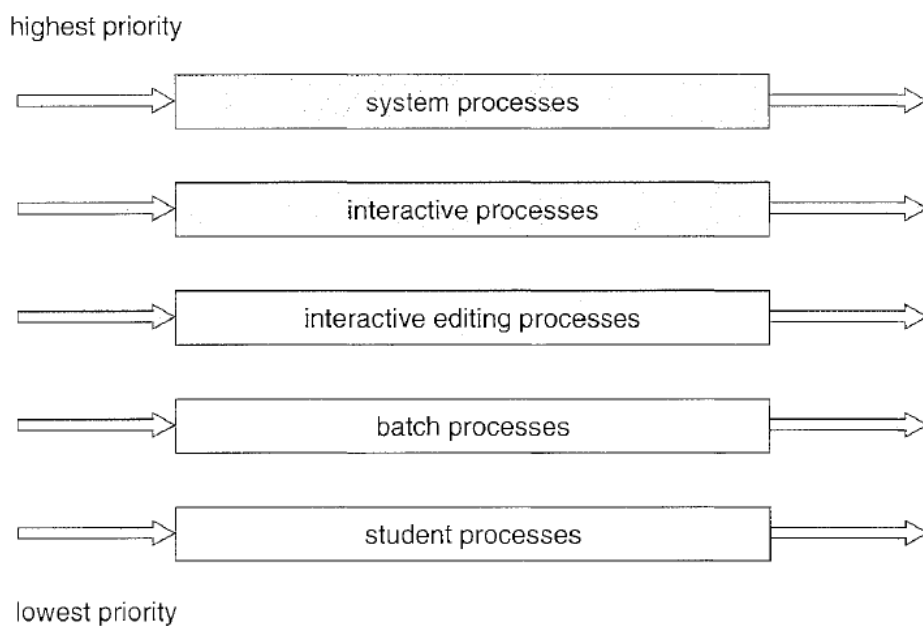 highest priority
system processes
interactive processes
interactive editing processes
batch processes
student processes
lowest priority